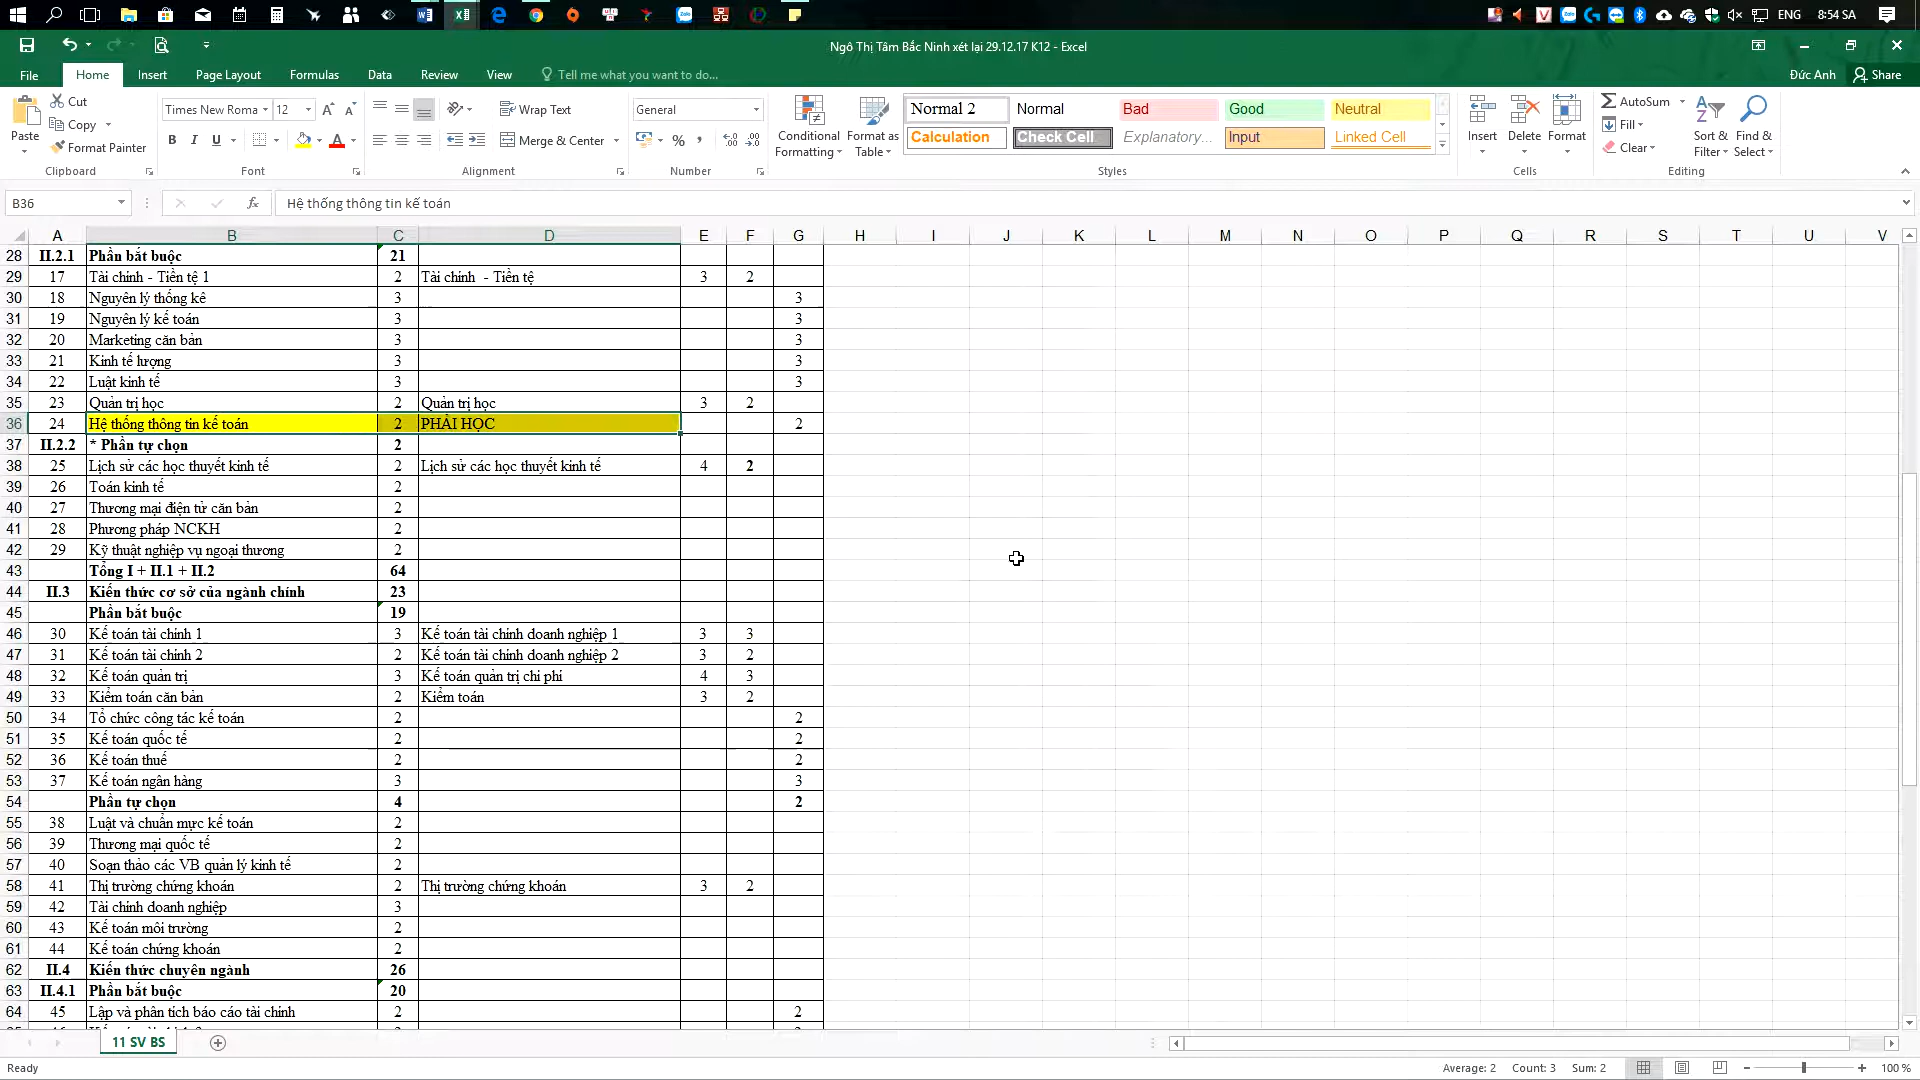 ENG 8:54 SA
Ngô Thị Tâm Bắc Ninh xét lại 29.12.17 K12 - Excel
File Home Insert Page Layout Formulas Data Review View Tell me what you want to do... Đức Anh Share
Cut
Copy
Format Painter
Paste
Clipboard
Times New Roma 12
B I U
Font
Wrap Text
Merge & Center
Alignment
General
%
Number
Conditional Formatting
Format as Table
Normal 2 Normal Bad Good Neutral
Calculation Check Cell Explanatory... Input Linked Cell
Styles
Insert Delete Format
Cells
AutoSum
Fill
Clear
Sort & Filter
Find & Select
Editing
B36 fx Hệ thống thông tin kế toán
A B C D E F G H I J K L M N O P Q R S T U V
28 II.2.1 Phần bắt buộc 21
29 17 Tài chính - Tiền tệ 1 2 Tài chính - Tiền tệ 3 2
30 18 Nguyên lý thống kê 3 3
31 19 Nguyên lý kế toán 3 3
32 20 Marketing căn bản 3 3
33 21 Kinh tế lượng 3 3
34 22 Luật kinh tế 3 3
35 23 Quản trị học 2 Quản trị học 3 2
36 24 Hệ thống thông tin kế toán 2 PHẢI HỌC 2
37 II.2.2 * Phần tự chọn 2
38 25 Lịch sử các học thuyết kinh tế 2 Lịch sử các học thuyết kinh tế 4 2
39 26 Toán kinh tế 2
40 27 Thương mại điện tử căn bản 2
41 28 Phương pháp NCKH 2
42 29 Kỹ thuật nghiệp vụ ngoại thương 2
43 Tổng I + II.1 + II.2 64
44 II.3 Kiến thức cơ sở của ngành chính 23
45 Phần bắt buộc 19
46 30 Kế toán tài chính 1 3 Kế toán tài chính doanh nghiệp 1 3 3
47 31 Kế toán tài chính 2 2 Kế toán tài chính doanh nghiệp 2 3 2
48 32 Kế toán quản trị 3 Kế toán quản trị chi phí 4 3
49 33 Kiểm toán căn bản 2 Kiểm toán 3 2
50 34 Tổ chức công tác kế toán 2 2
51 35 Kế toán quốc tế 2 2
52 36 Kế toán thuế 2 2
53 37 Kế toán ngân hàng 3 3
54 Phần tự chọn 4 2
55 38 Luật và chuẩn mực kế toán 2
56 39 Thương mại quốc tế 2
57 40 Soạn thảo các VB quản lý kinh tế 2
58 41 Thị trường chứng khoán 2 Thị trường chứng khoán 3 2
59 42 Tài chính doanh nghiệp 3
60 43 Kế toán môi trường 2
61 44 Kế toán chứng khoán 2
62 II.4 Kiến thức chuyên ngành 26
63 II.4.1 Phần bắt buộc 20
64 45 Lập và phân tích báo cáo tài chính 2 2
11 SV BS
Ready Average: 2 Count: 3 Sum: 2 100 %